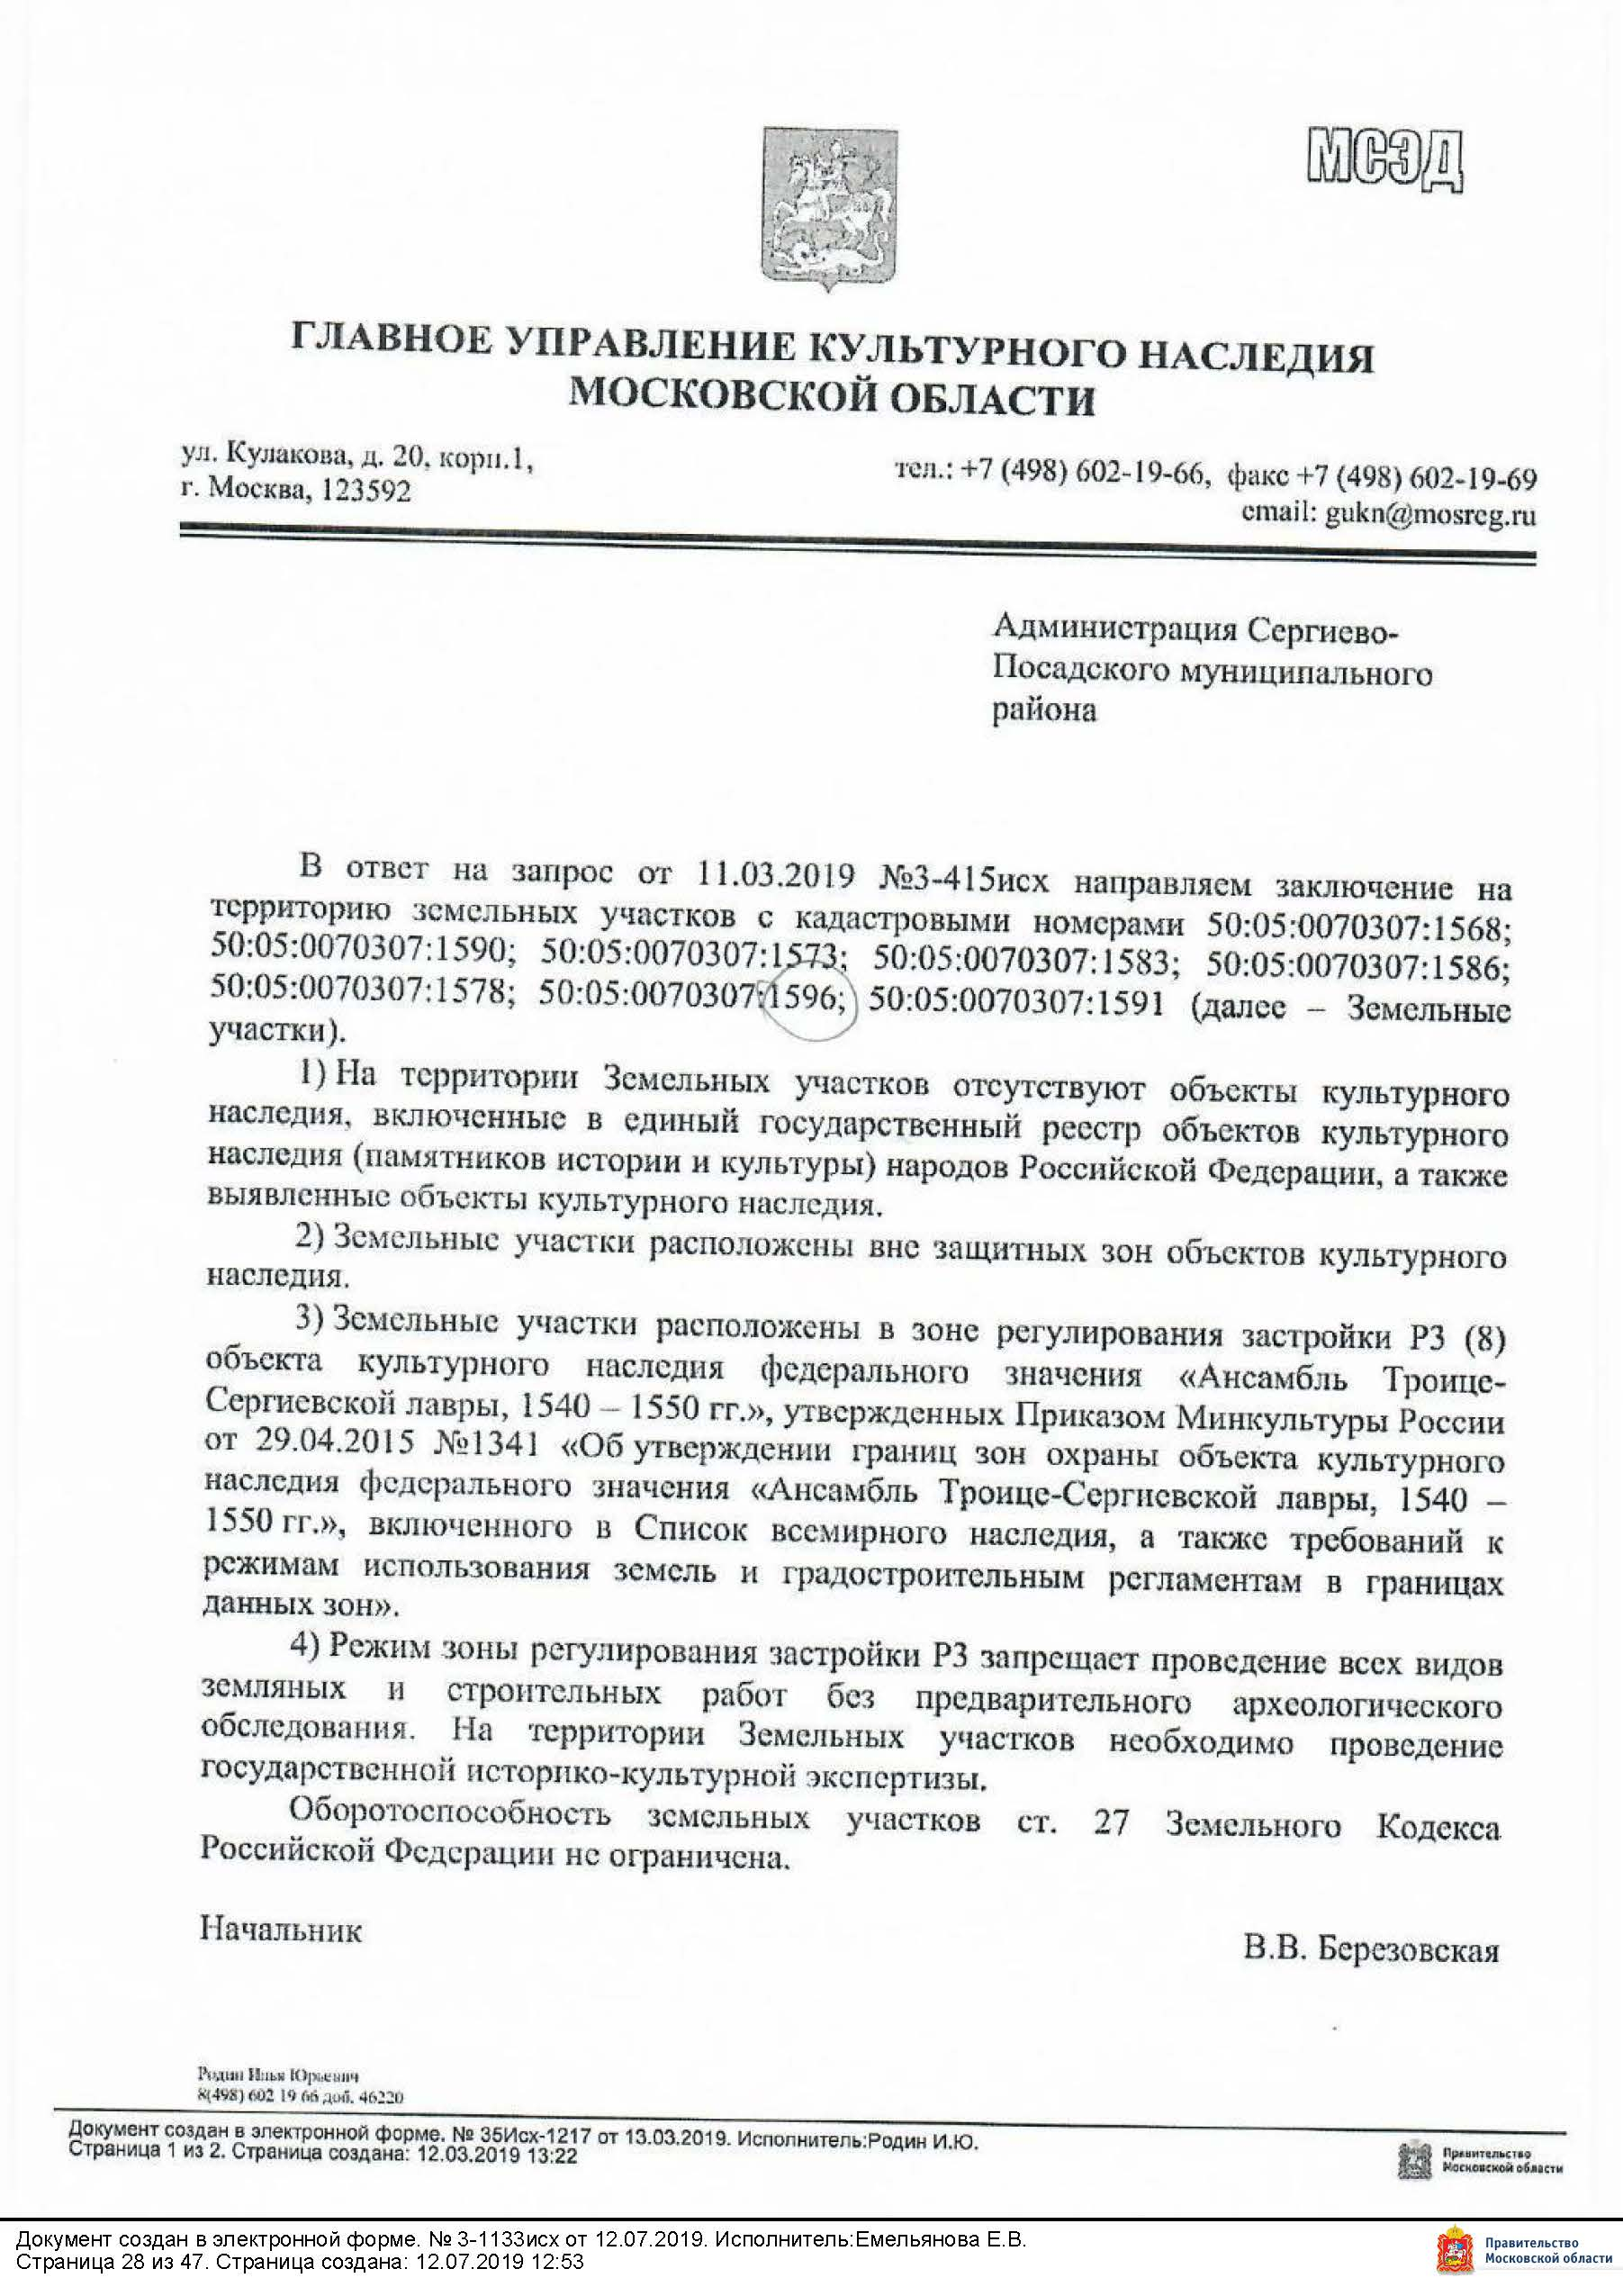 МСЭД
ГЛАВНОЕ УПРАВЛЕНИЕ КУЛЬТУРНОГО НАСЛЕДИЯ
МОСКОВСКОЙ ОБЛАСТИ
ул. Кулакова, д. 20, корп.1,
г. Москва, 123592
тел.: +7 (498) 602-19-66, факс +7 (498) 602-19-69
email: gukn@mosreg.ru
Администрация Сергиево-
Посадского муниципального
района
В ответ на запрос от 11.03.2019 №3-415исх направляем заключение на
территорию земельных участков с кадастровыми номерами 50:05:0070307:1568;
50:05:0070307:1590; 50:05:0070307:1573; 50:05:0070307:1583; 50:05:0070307:1586;
50:05:0070307:1578; 50:05:0070307:1596; 50:05:0070307:1591 (далее – Земельные
участки).
1) На территории Земельных участков отсутствуют объекты культурного
наследия, включенные в единый государственный реестр объектов культурного
наследия (памятников истории и культуры) народов Российской Федерации, а также
выявленные объекты культурного наследия.
2) Земельные участки расположены вне защитных зон объектов культурного
наследия.
3) Земельные участки расположены в зоне регулирования застройки РЗ (8)
объекта культурного наследия федерального значения «Ансамбль Троице-
Сергиевской лавры, 1540 – 1550 гг.», утвержденных Приказом Минкультуры России
от 29.04.2015 №1341 «Об утверждении границ зон охраны объекта культурного
наследия федерального значения «Ансамбль Троице-Сергиевской лавры, 1540 –
1550 гг.», включенного в Список всемирного наследия, а также требований к
режимам использования земель и градостроительным регламентам в границах
данных зон».
4) Режим зоны регулирования застройки РЗ запрещает проведение всех видов
земляных и строительных работ без предварительного археологического
обследования. На территории Земельных участков необходимо проведение
государственной историко-культурной экспертизы.
Оборотоспособность земельных участков ст. 27 Земельного Кодекса
Российской Федерации не ограничена.
Начальник
В.В. Березовская
Родин Илья Юрьевич
8(498) 602 19 66 доб. 46220
Документ создан в электронной форме. № 35Исх-1217 от 13.03.2019. Исполнитель:Родин И.Ю.
Страница 1 из 2. Страница создана: 12.03.2019 13:22
Правительство
Московской области
Документ создан в электронной форме. № 3-1133исх от 12.07.2019. Исполнитель:Емельянова Е.В.
Страница 28 из 47. Страница создана: 12.07.2019 12:53
Правительство
Московской области